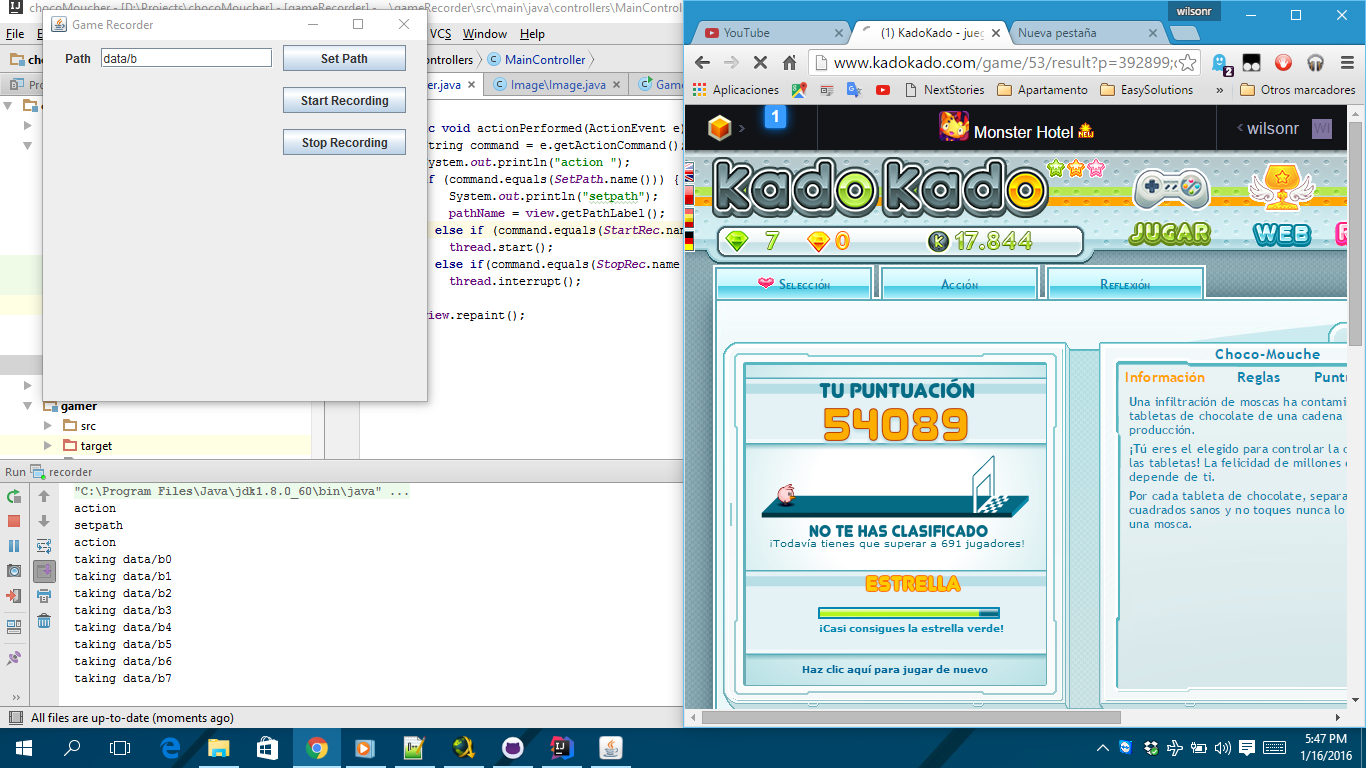 chocoMoucher - [D:\Projects\chocoMoucher] - [gameRecorder] - ...\gameRecorder\src\main\java\controllers\MainControl
Game Recorder
Path data/b Set Path
Start Recording
Stop Recording
File
VCS Window Help
controllers MainController
er.java Image\Image.java Game
c void actionPerformed(ActionEvent e)
tring command = e.getActionCommand();
ystem.out.println("action ");
f (command.equals(SetPath.name())) {
System.out.println("setpath");
pathName = view.getPathLabel();
else if (command.equals(StartRec.na
thread.start();
else if(command.equals(StopRec.name
thread.interrupt();
iew.repaint();
gamer
src
target
Run recorder
"C:\Program Files\Java\jdk1.8.0_60\bin\java" ...
action
setpath
action
taking data/b0
taking data/b1
taking data/b2
taking data/b3
taking data/b4
taking data/b5
taking data/b6
taking data/b7
All files are up-to-date (moments ago)
wilsonr
YouTube
(1) KadoKado - jueg
Nueva pestaña
www.kadokado.com/game/53/result?p=392899;
2
Aplicaciones NextStories Apartamento EasySolutions » Otros marcadores
1
Monster Hotel NEW
wilsonr WI
kadokado
7 0 K 17.844
JUGAR WEB
Selección Acción Reflexión
TU PUNTUACIÓN
54089
NO TE HAS CLASIFICADO
¡Todavía tienes que superar a 691 jugadores!
ESTRELLA
¡Casi consigues la estrella verde!
Haz clic aquí para jugar de nuevo
Choco-Mouche
Información Reglas Puntu
Una infiltración de moscas ha contami
tabletas de chocolate de una cadena
producción.
¡Tú eres el elegido para controlar la c
las tabletas! La felicidad de millones
depende de ti.
Por cada tableta de chocolate, separa
cuadrados sanos y no toques nunca lo
una mosca.
5:47 PM
1/16/2016